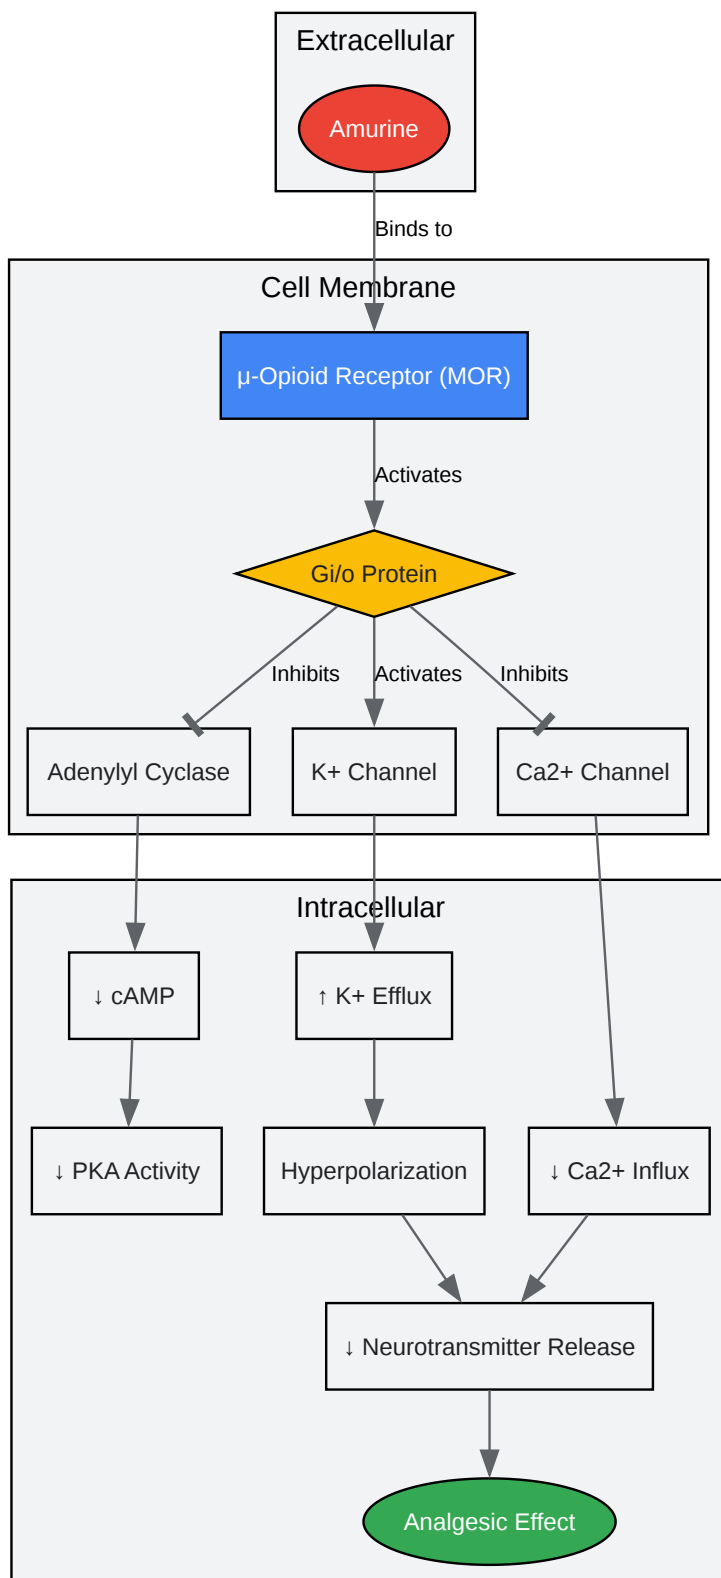 Extracellular
Amurine
Binds to
Cell Membrane
μ-Opioid Receptor (MOR)
Activates
Gi/o Protein
Inhibits
Activates
Inhibits
Adenylyl Cyclase
K+ Channel
Ca2+ Channel
Intracellular
↓ cAMP
↑ K+ Efflux
↓ PKA Activity
Hyperpolarization
↓ Ca2+ Influx
↓ Neurotransmitter Release
Analgesic Effect